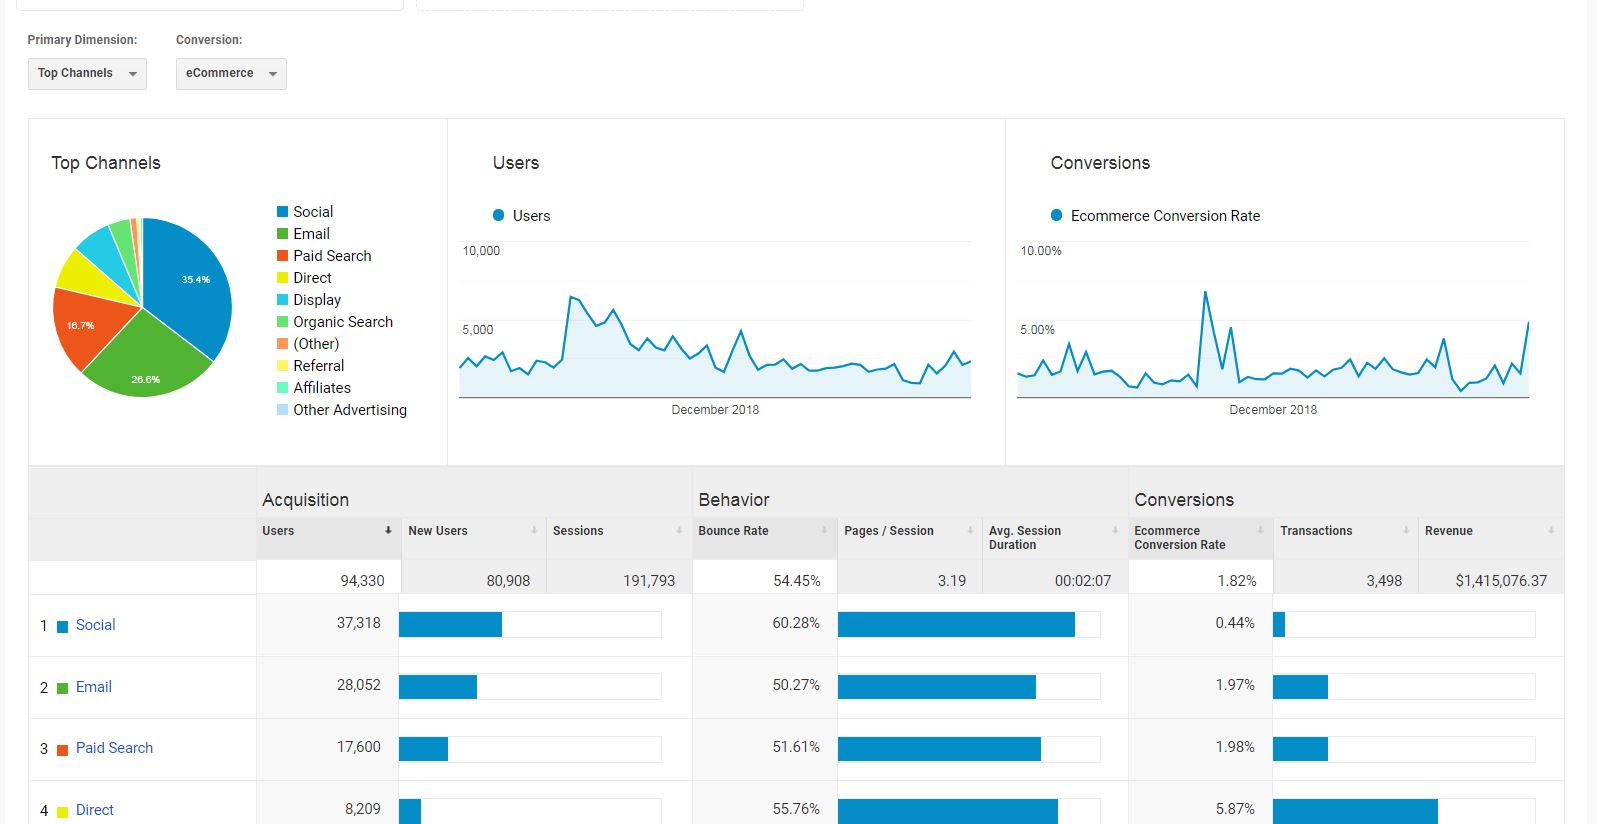 Primary Dimension: Conversion:
Top Channels eCommerce
Top Channels
Social
Email
Paid Search
Direct
Display
Organic Search
(Other)
Referral
Affiliates
Other Advertising
35.4%
16.7%
26.6%
Users
Users
10,000
5,000
December 2018
Conversions
Ecommerce Conversion Rate
10.00%
5.00%
December 2018
Acquisition Behavior Conversions
Users New Users Sessions Bounce Rate Pages / Session Avg. Session Duration Ecommerce Conversion Rate Transactions Revenue
94,330 80,908 191,793 54.45% 3.19 00:02:07 1.82% 3,498 $1,415,076.37
1 Social 37,318 60.28% 0.44%
2 Email 28,052 50.27% 1.97%
3 Paid Search 17,600 51.61% 1.98%
4 Direct 8,209 55.76% 5.87%